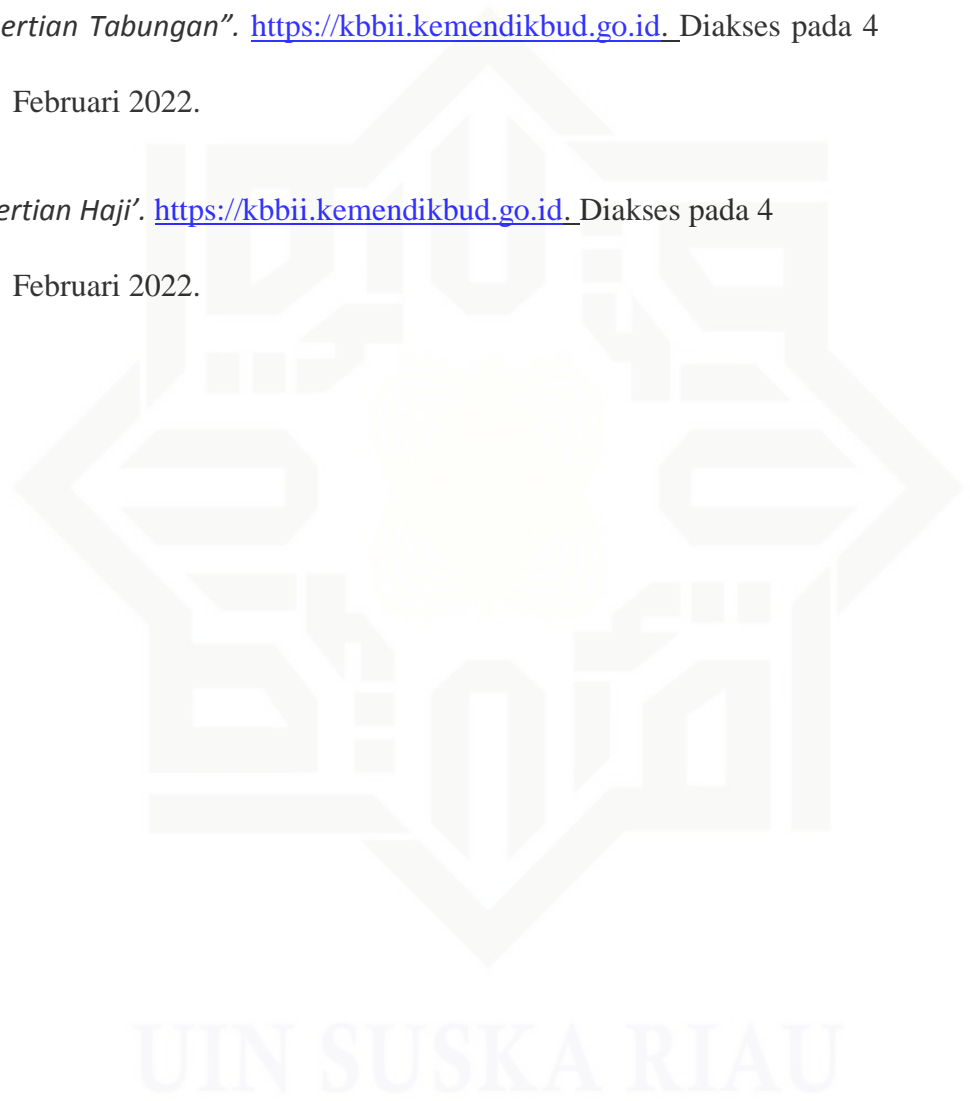 ertian Tabungan”. https://kbbii.kemendikbud.go.id. Diakses pada 4
Februari 2022.
ertian Haji’. https://kbbii.kemendikbud.go.id. Diakses pada 4
Februari 2022.
UIN SUSKA RIAU